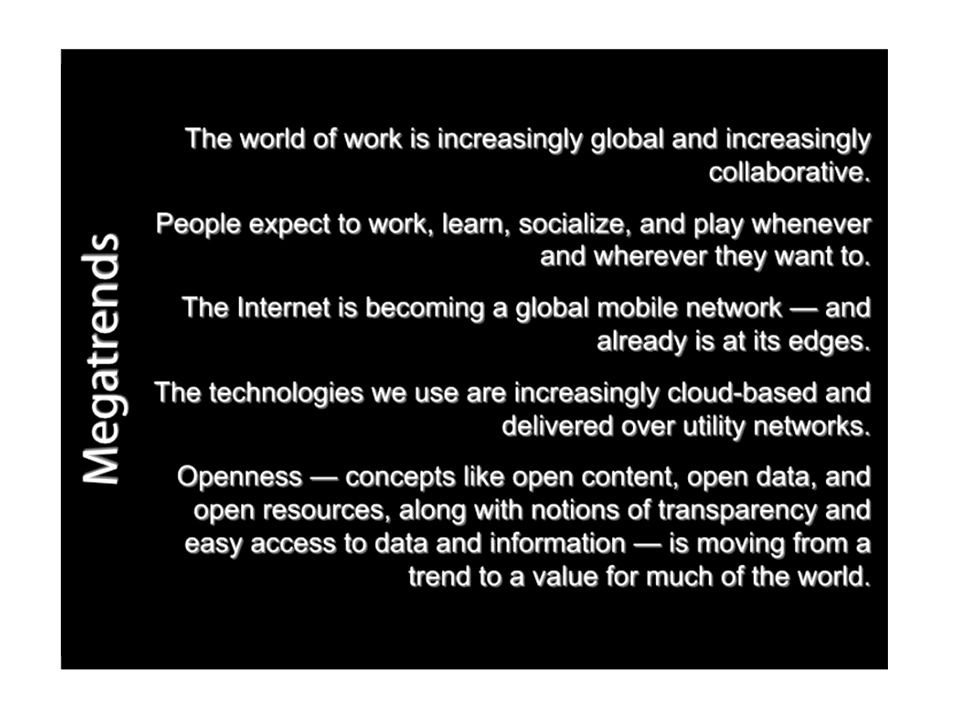 Megatrends
The world of work is increasingly global and increasingly
collaborative.
People expect to work, learn, socialize, and play whenever
and wherever they want to.
The Internet is becoming a global mobile network — and
already is at its edges.
The technologies we use are increasingly cloud-based and
delivered over utility networks.
Openness — concepts like open content, open data, and
open resources, along with notions of transparency and
easy access to data and information — is moving from a
trend to a value for much of the world.